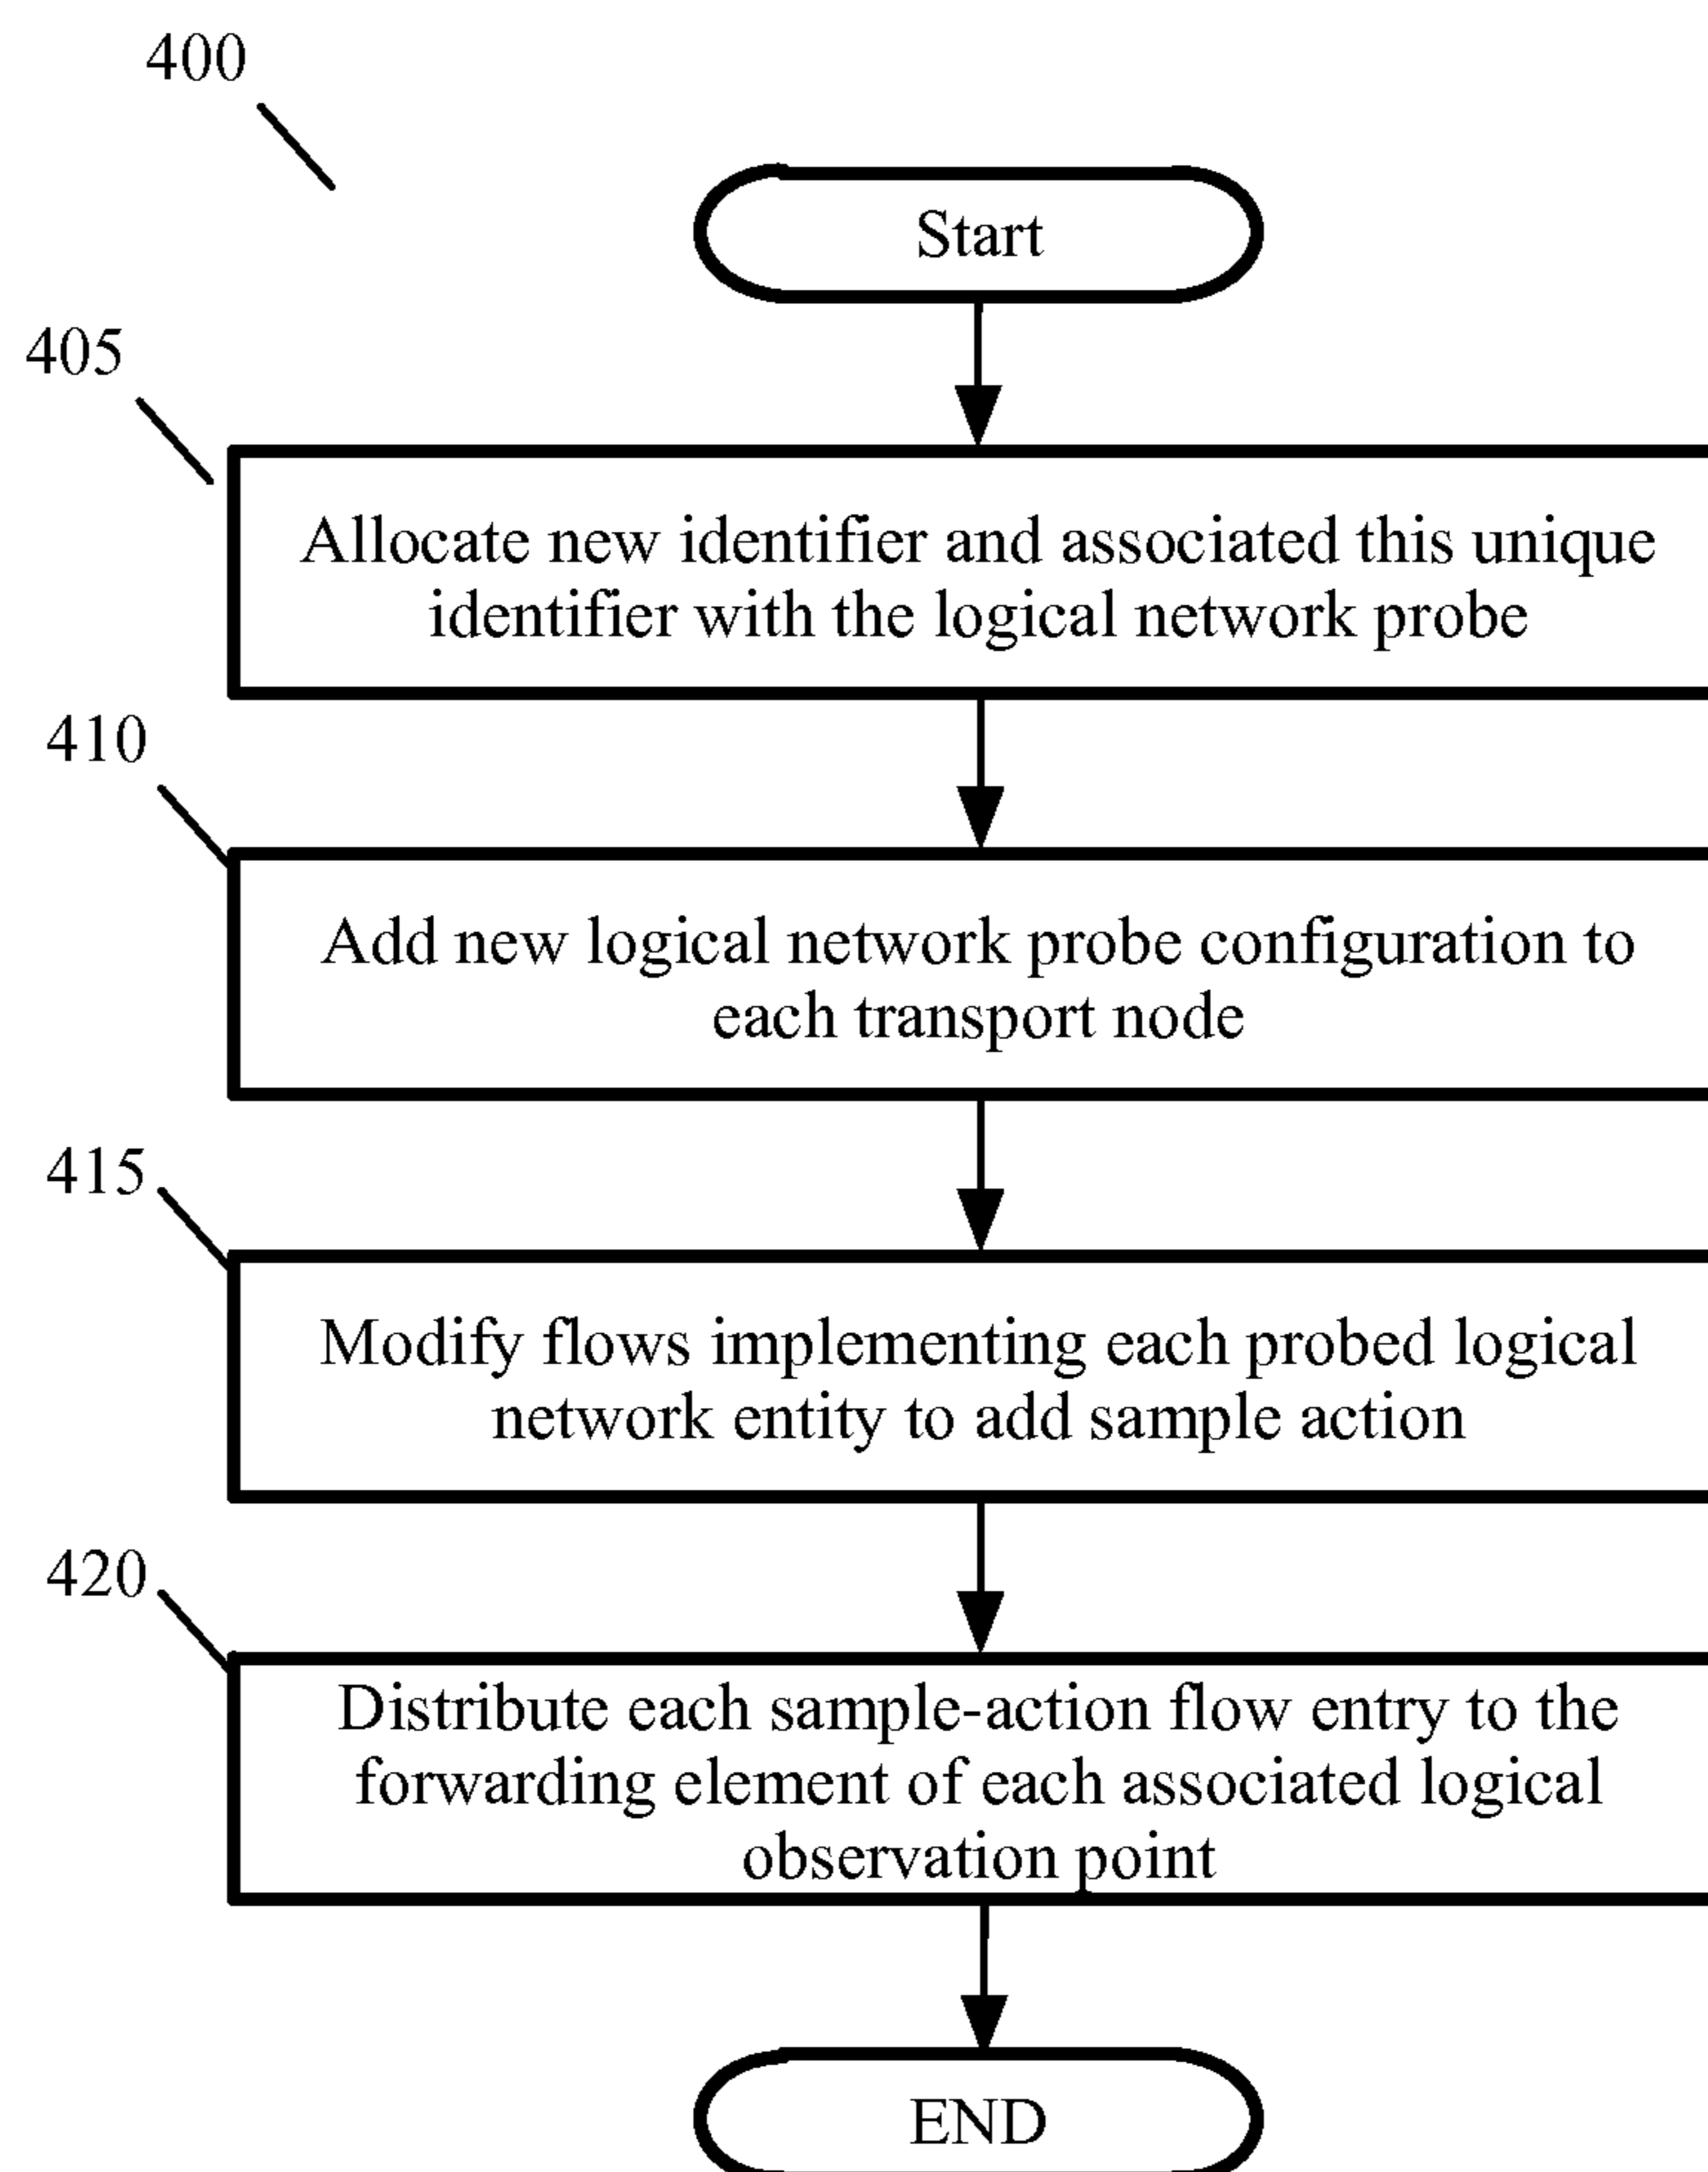 400
Start
405
Allocate new identifier and associated this unique
identifier with the logical network probe
410
Add new logical network probe configuration to
each transport node
415
Modify flows implementing each probed logical
network entity to add sample action
420
Distribute each sample-action flow entry to the
forwarding element of each associated logical
observation point
END